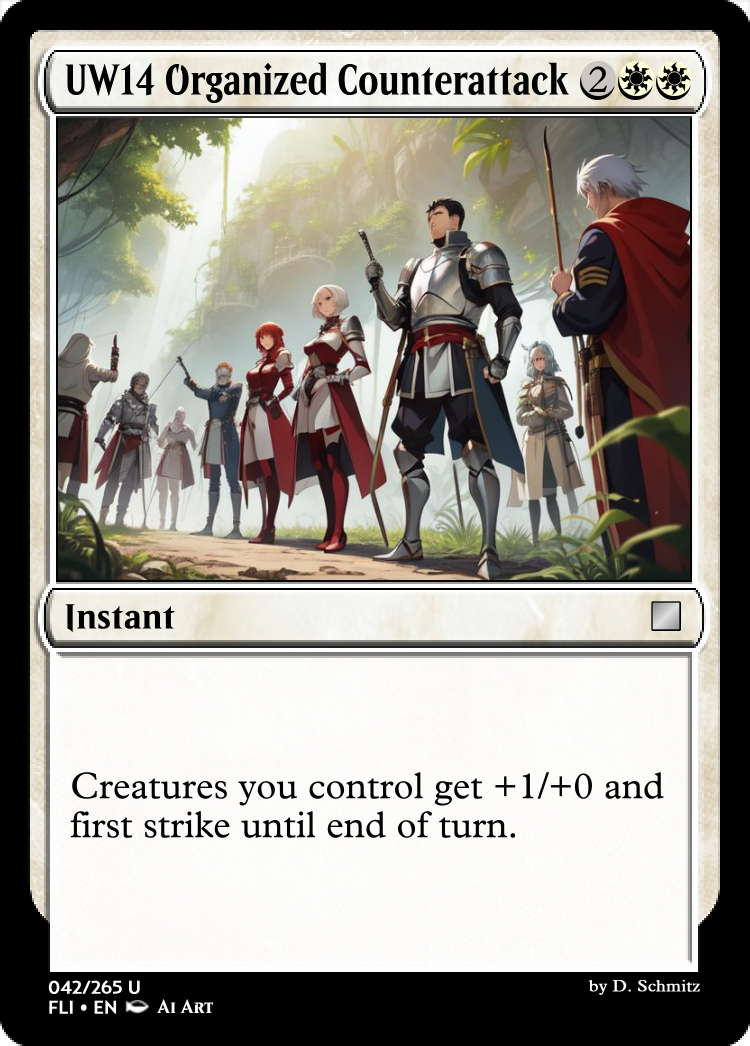 UW14 Organized Counterattack 2
Instant
Creatures you control get +1/+0 and
first strike until end of turn.
042/265 U
by D. Schmitz
FLI • EN AI ART